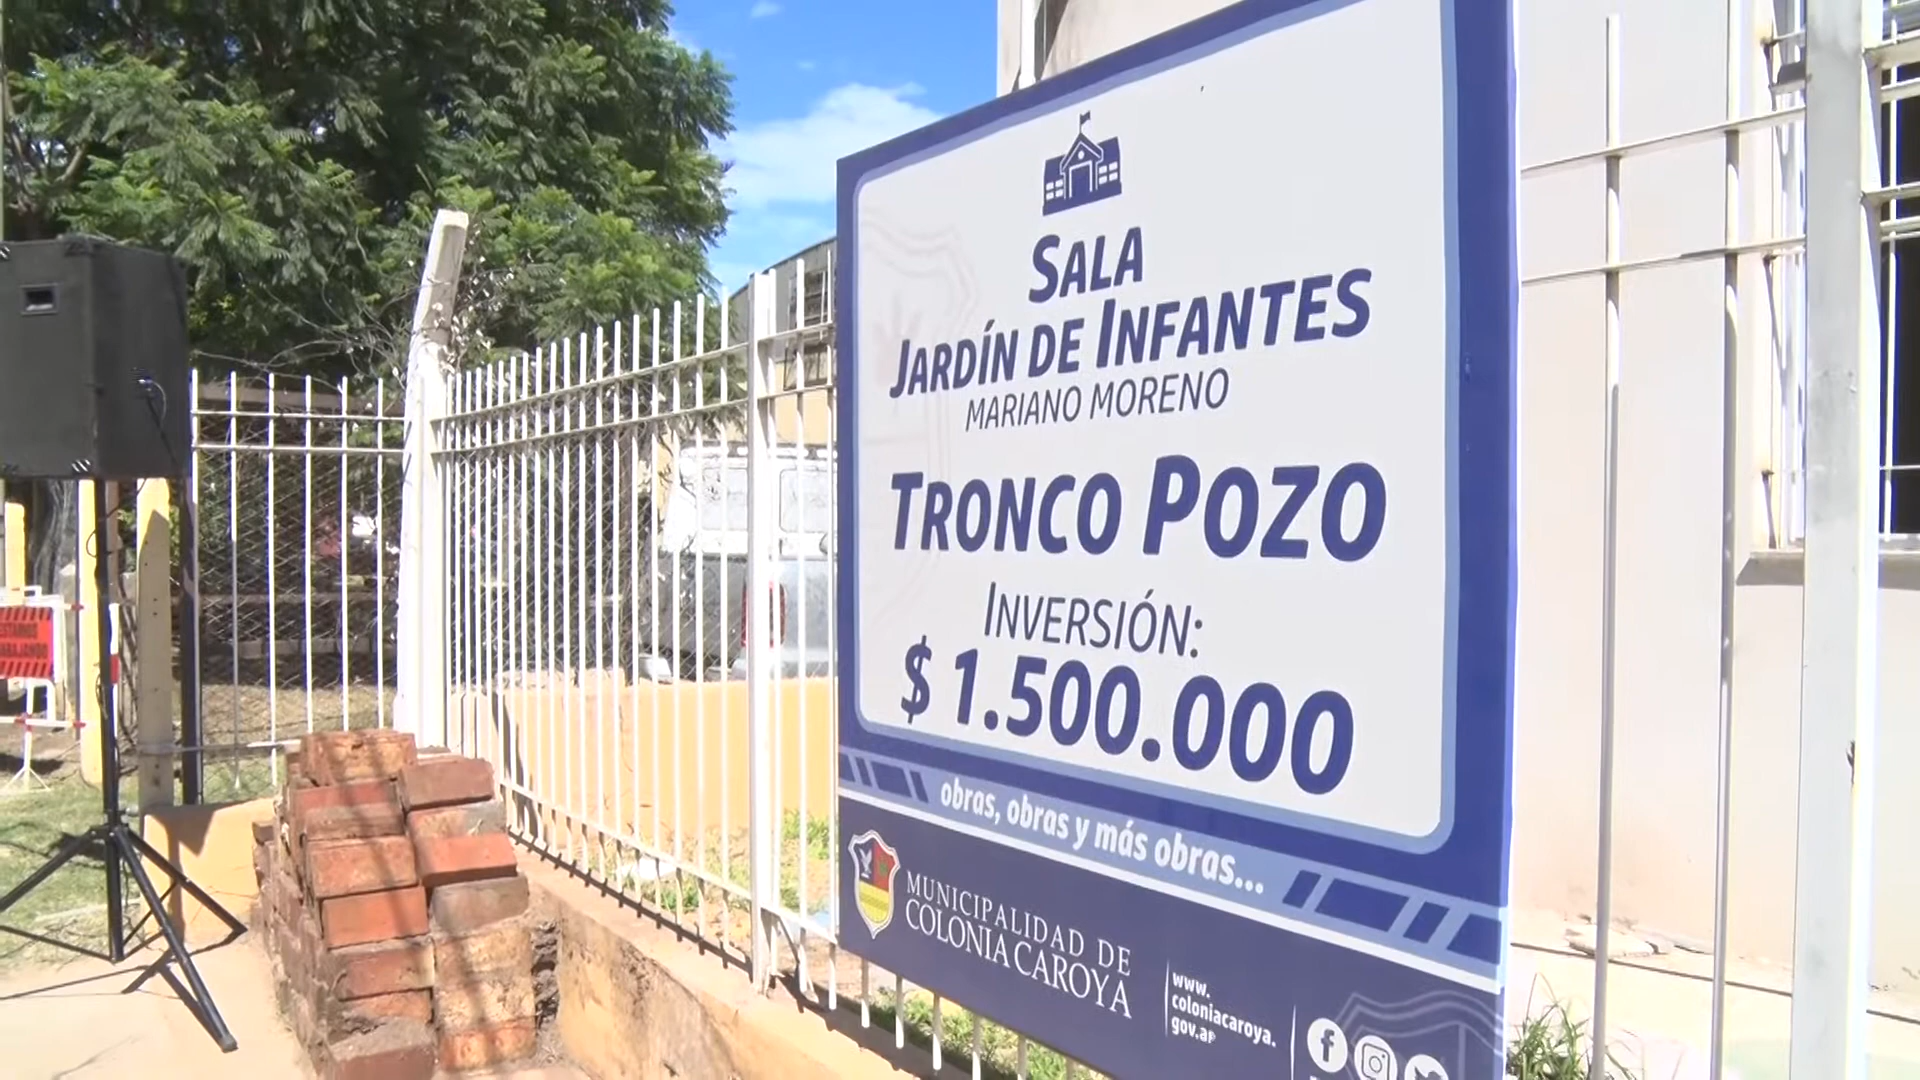 SALA
JARDÍN DE INFANTES
MARIANO MORENO
TRONCO POZO
INVERSIÓN:
$ 1.500.000
obras, obras y más obras...
MUNICIPALIDAD DE
COLONIA CAROYA
www.
coloniacaroya.
gov.ar